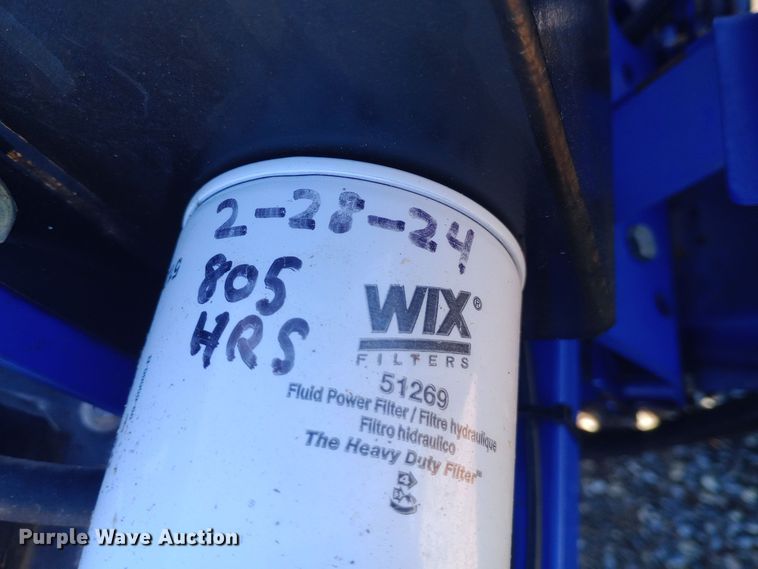 2-28-24
805
HRS
WIX®
FILTERS
51269
Fluid Power Filter / Filtre hydraulique
Filtro hidraulico
The Heavy Duty Filter™
Purple Wave Auction